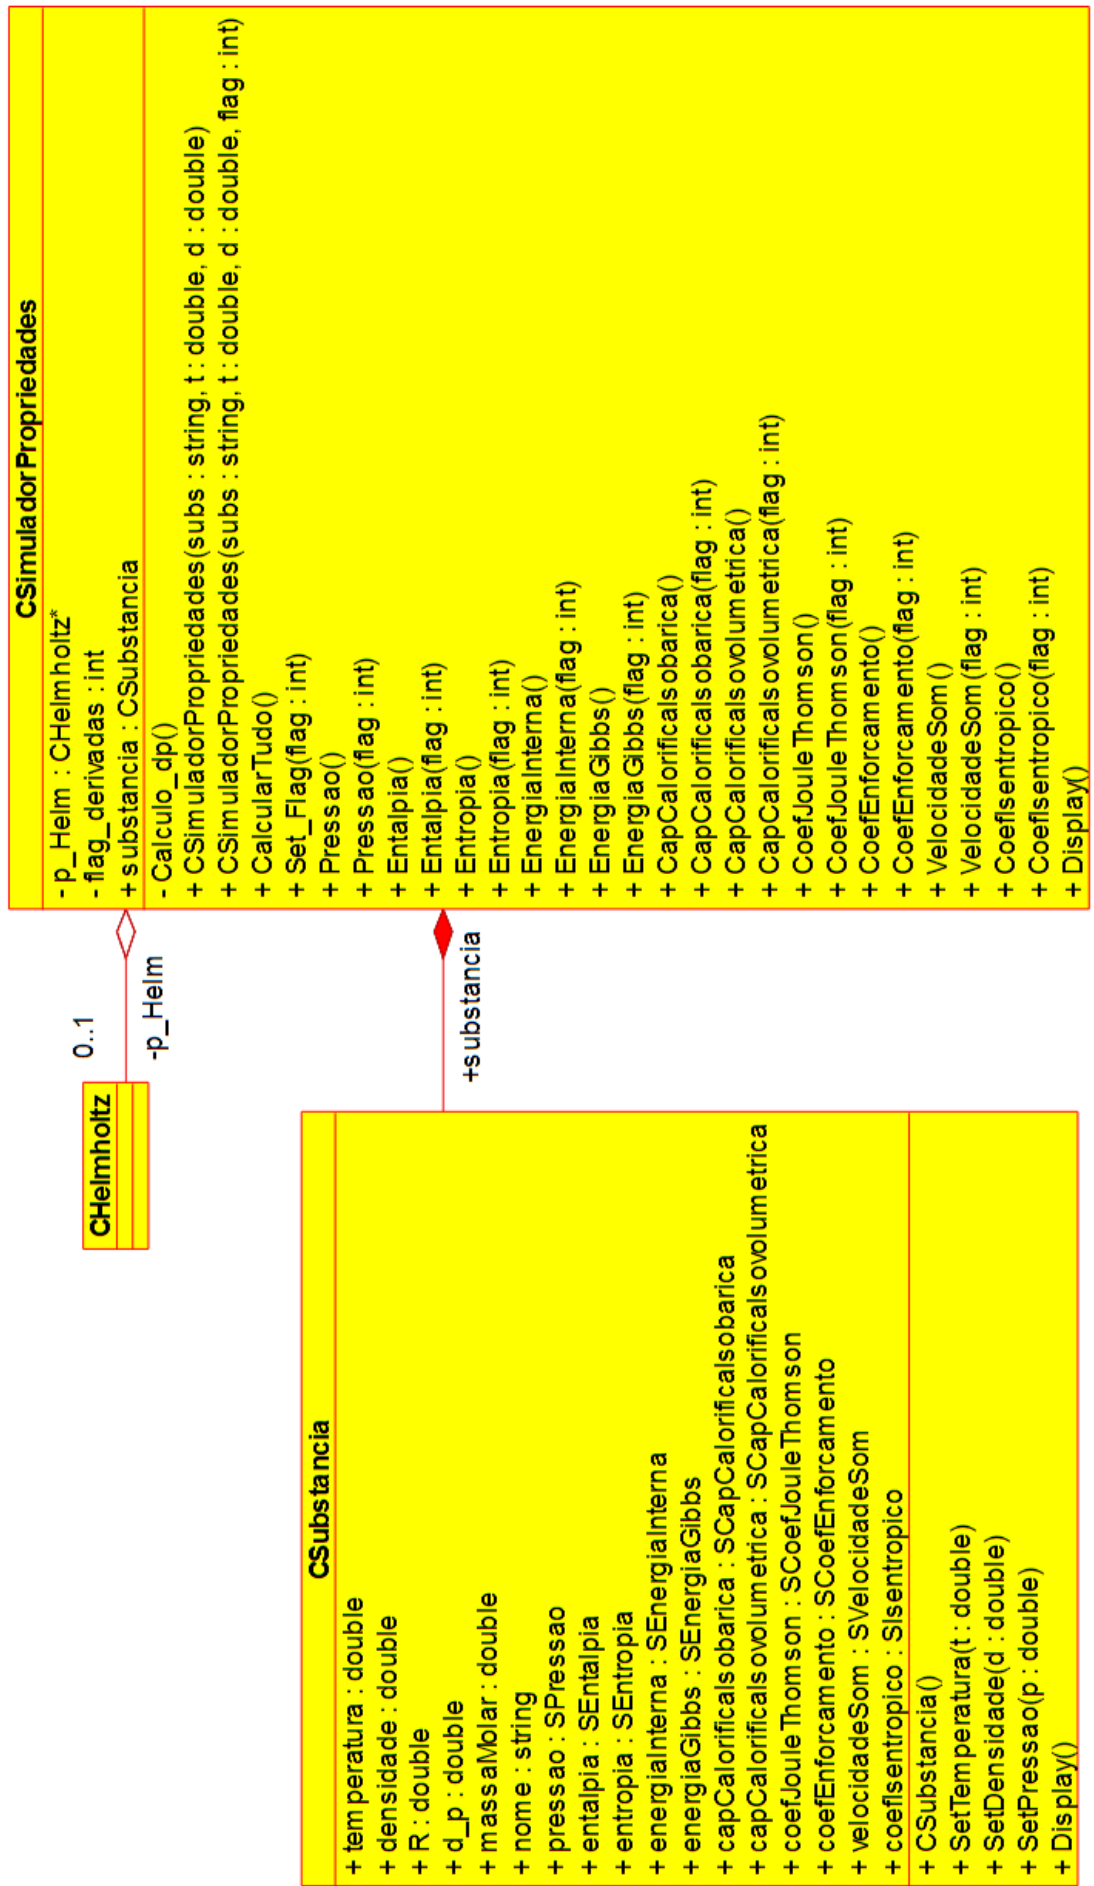 CSimuladorPropriedades
- p_Helm : CHelmholtz*
- flag_derivadas : int
+ substancia : CSubstancia
- Calculo_dp()
+ CSimuladorPropriedades(subs : string, t : double, d : double)
+ CSimuladorPropriedades(subs : string, t : double, d : double, flag : int)
+ CalcularTudo()
+ Set_Flag(flag : int)
+ Pressao()
+ Pressao(flag : int)
+ Entalpia()
+ Entalpia(flag : int)
+ Entropia()
+ Entropia(flag : int)
+ EnergiaInterna()
+ EnergiaInterna(flag : int)
+ EnergiaGibbs()
+ EnergiaGibbs(flag : int)
+ CapCalorificaIsobarica()
+ CapCalorificaIsobarica(flag : int)
+ CapCalorificaIsovolumetrica()
+ CapCalorificaIsovolumetrica(flag : int)
+ CoefJouleThomson()
+ CoefJouleThomson(flag : int)
+ CoefEnforcamento()
+ CoefEnforcamento(flag : int)
+ VelocidadeSom()
+ VelocidadeSom(flag : int)
+ CoefIsentropico()
+ CoefIsentropico(flag : int)
+ Display()
0..1
-p_Helm
+substancia
CHelmholtz
CSubstancia
+ temperatura : double
+ densidade : double
+ R : double
+ d_p : double
+ massaMolar : double
+ nome : string
+ pressao : SPressao
+ entalpia : SEntalpia
+ entropia : SEntropia
+ energiaInterna : SEnergiaInterna
+ energiaGibbs : SEnergiaGibbs
+ capCalorificaIsobarica : SCapCalorificaIsobarica
+ capCalorificaIsovolumetrica : SCapCalorificaIsovolumetrica
+ coefJouleThomson : SCoefJouleThomson
+ coefEnforcamento : SCoefEnforcamento
+ velocidadeSom : SVelocidadeSom
+ coefIsentropico : SIsentropico
+ CSubstancia()
+ SetTemperatura(t : double)
+ SetDensidade(d : double)
+ SetPressao(p : double)
+ Display()